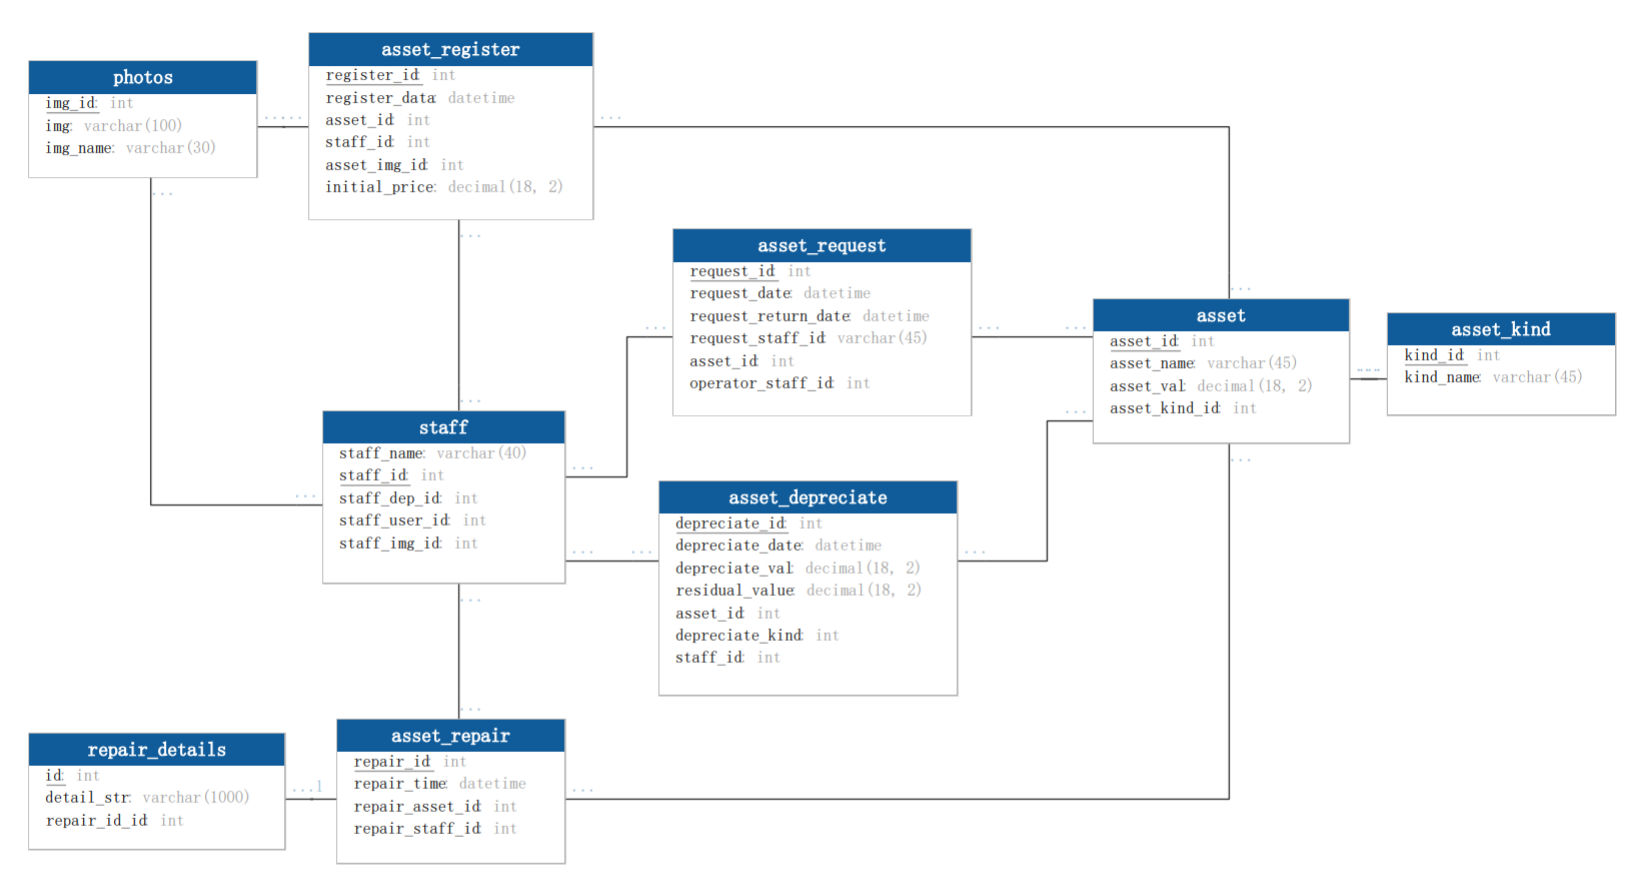 photos
img_id: int
img: varchar(100)
img_name: varchar(30)
asset_register
register_id: int
register_data: datetime
asset_id: int
staff_id: int
asset_img_id: int
initial_price: decimal(18, 2)
asset_request
request_id: int
request_date: datetime
request_return_date: datetime
request_staff_id: varchar(45)
asset_id: int
operator_staff_id: int
asset
asset_id: int
asset_name: varchar(45)
asset_val: decimal(18, 2)
asset_kind_id: int
asset_kind
kind_id: int
kind_name: varchar(45)
staff
staff_name: varchar(40)
staff_id: int
staff_dep_id: int
staff_user_id: int
staff_img_id: int
asset_depreciate
depreciate_id: int
depreciate_date: datetime
depreciate_val: decimal(18, 2)
residual_value: decimal(18, 2)
asset_id: int
depreciate_kind: int
staff_id: int
repair_details
id: int
detail_str: varchar(1000)
repair_id_id: int
...1
asset_repair
repair_id: int
repair_time: datetime
repair_asset_id: int
repair_staff_id: int